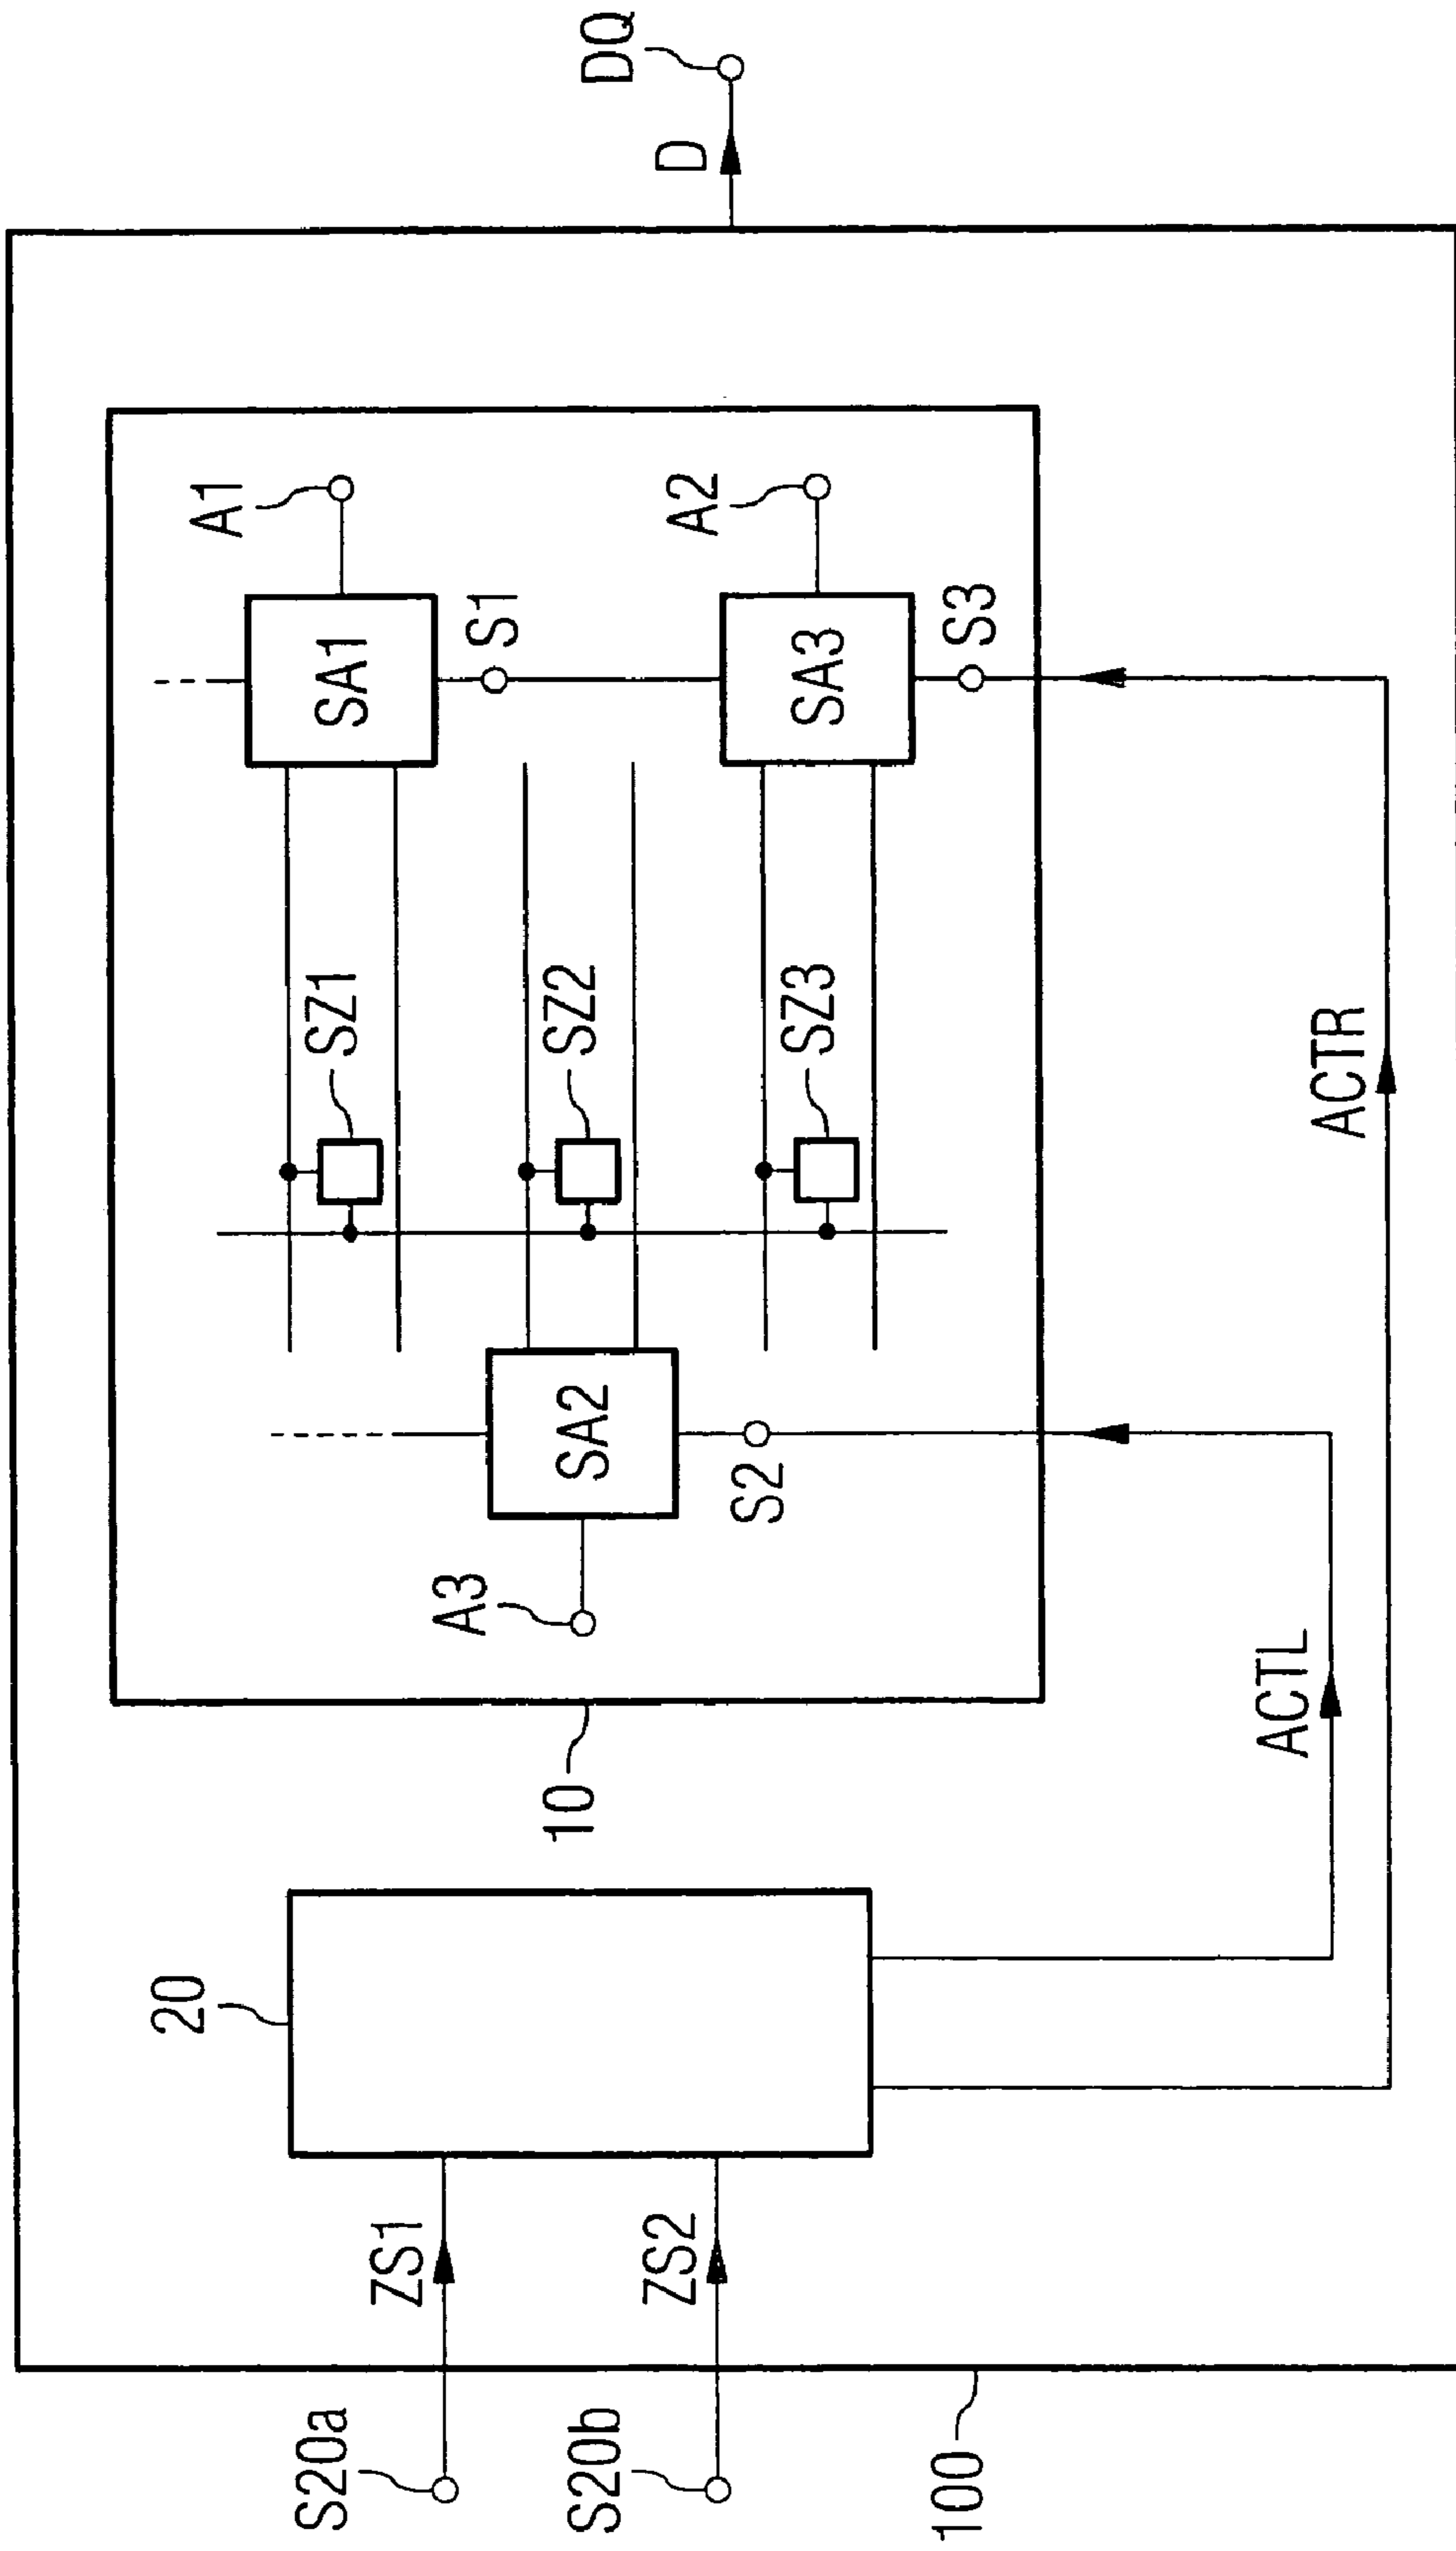 20
10
A3
SA2
S2
SZ1
SZ2
SZ3
SA1
A1
S1
SA3
A2
S3
D
DQ
S20a
ZS1
S20b
ZS2
100
ACTL
ACTR